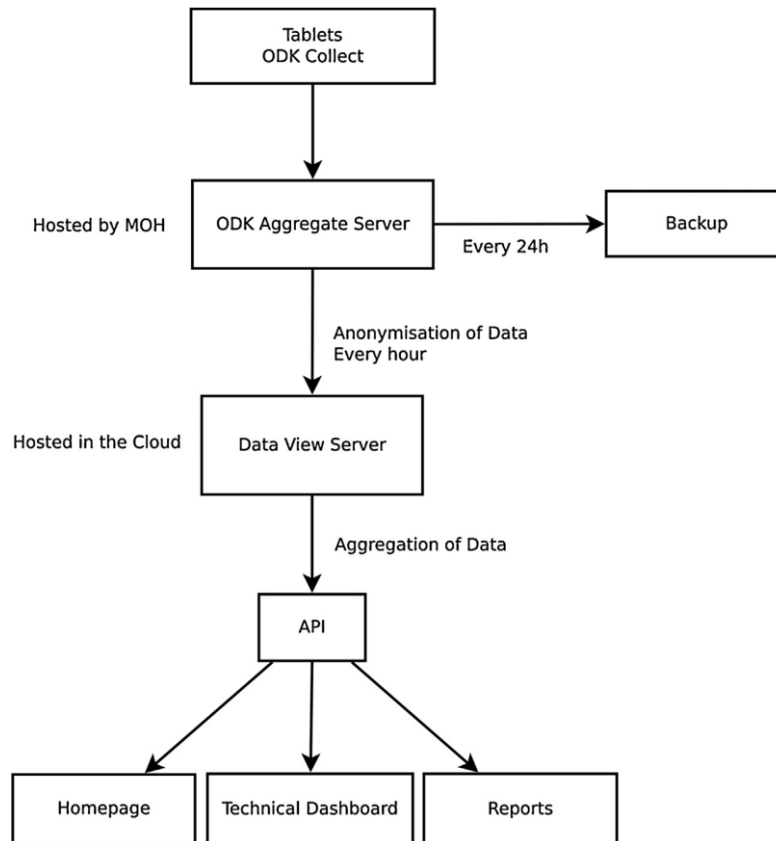 Tablets
ODK Collect
Hosted by MOH
ODK Aggregate Server
Every 24h
Backup
Anonymisation of Data
Every hour
Hosted in the Cloud
Data View Server
Aggregation of Data
API
Homepage
Technical Dashboard
Reports